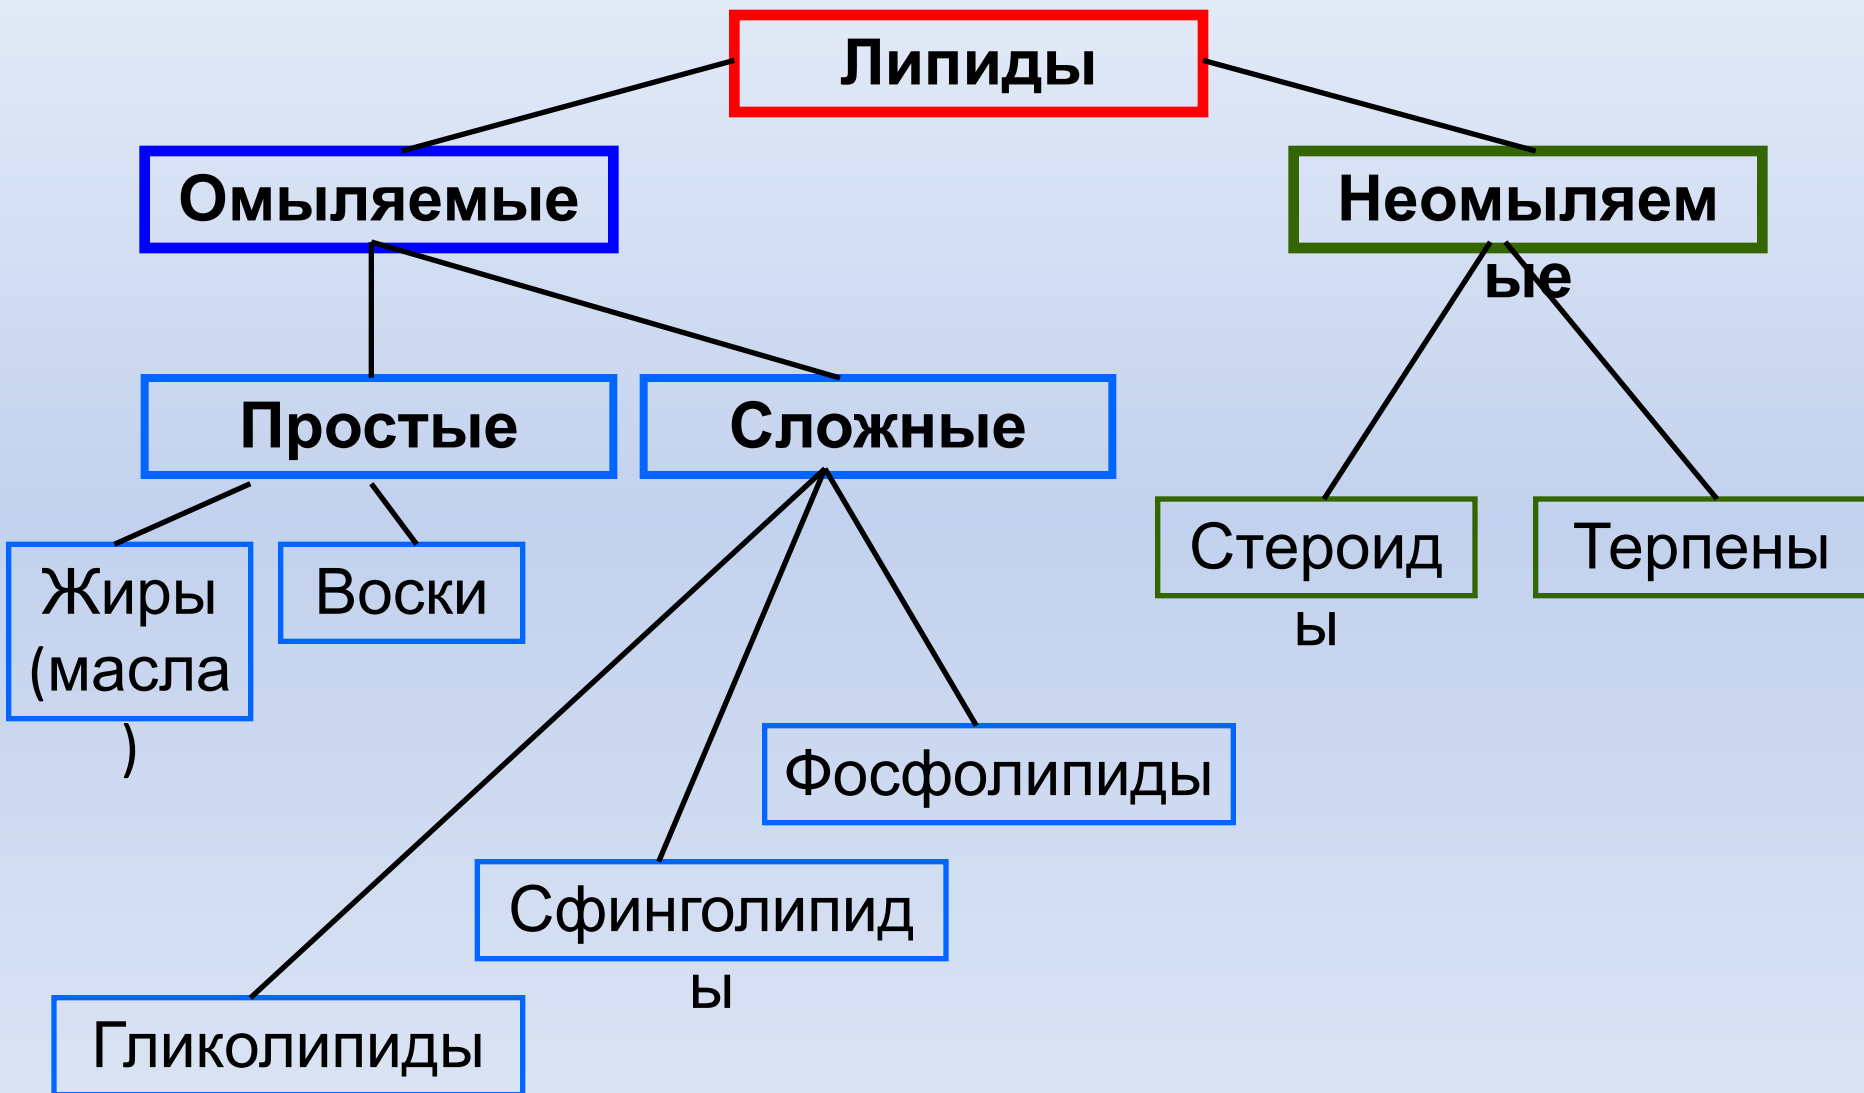 Липиды
Омыляемые
Неомыляем
ые
Простые
Сложные
Жиры
(масла
)
Воски
Стероид
ы
Терпены
Фосфолипиды
Сфинголипид
ы
Гликолипиды